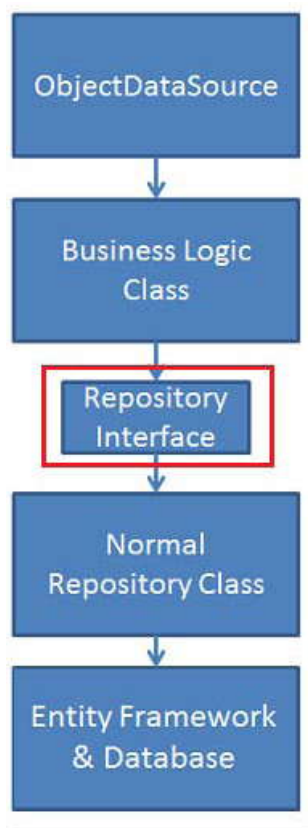 ObjectDataSource
Business Logic
Class
Repository
Interface
Normal
Repository Class
Entity Framework
& Database